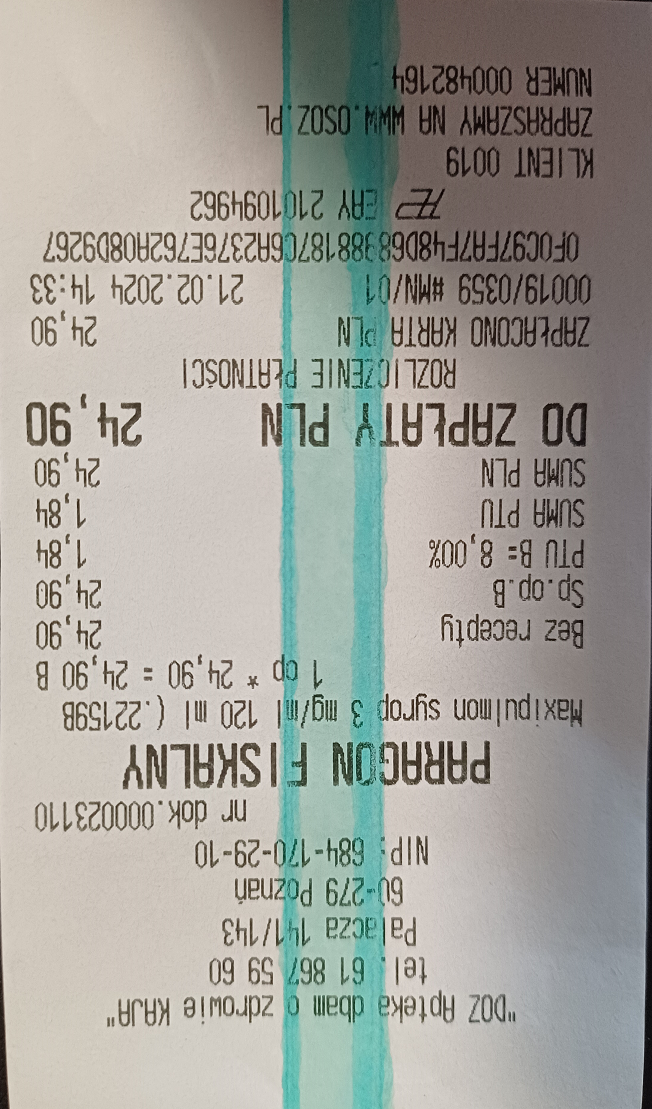 "DOZ Apteka dbam o zdrowie KAJA"
tel. 61 867 59 60
Palacza 141/143
60-279 Poznań
NIP: 684-170-29-10
nr dok.000023110
PARAGON FISKALNY
Maxipulmon syrop 3 mg/ml 120 ml (.22159B
1 op * 24,90 = 24,90 B
Bez recepty 24,90
Sp.op.B 24,90
PTU B= 8,00% 1,84
SUMA PTU 1,84
SUMA PLN 24,90
DO ZAPŁATY PLN 24,90
ROZLICZENIE PŁATNOŚCI
ZAPŁACONO KARTA PLN 24,90
00019/0359 #MN/01 21.02.2024 14:33
EAY 2101094962
KLIENT 0019
ZAPRASZAMY NA WWW.OSOZ.PL
NUMER 000482164